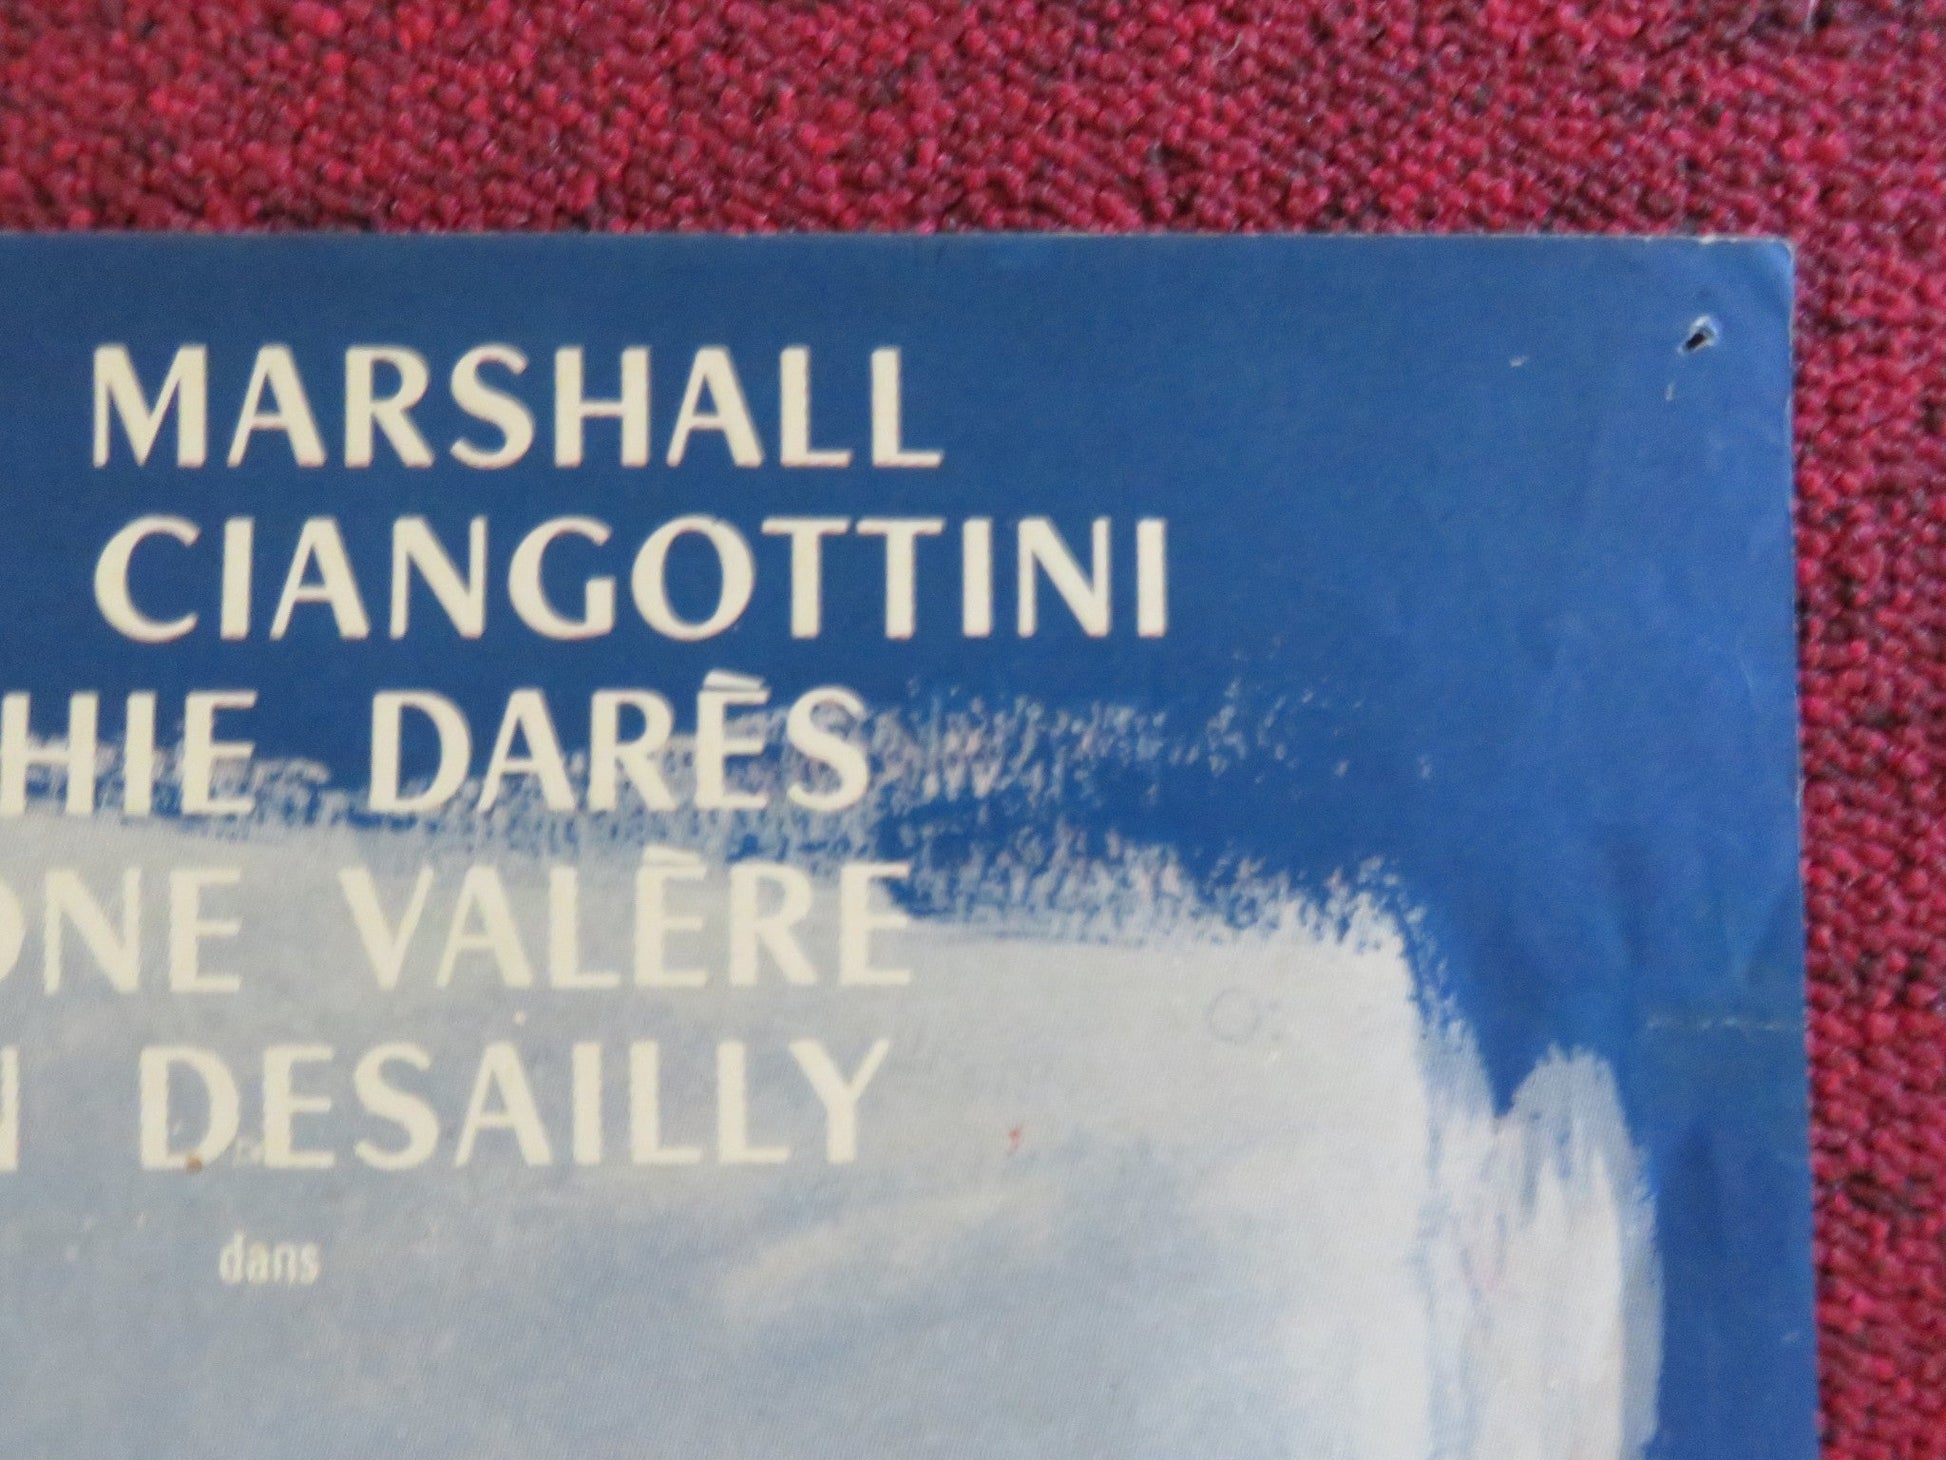 MARSHALL
CIANGOTTINI
HIE DARÈS
ONE VALÈRE
N DESAILLY
dans